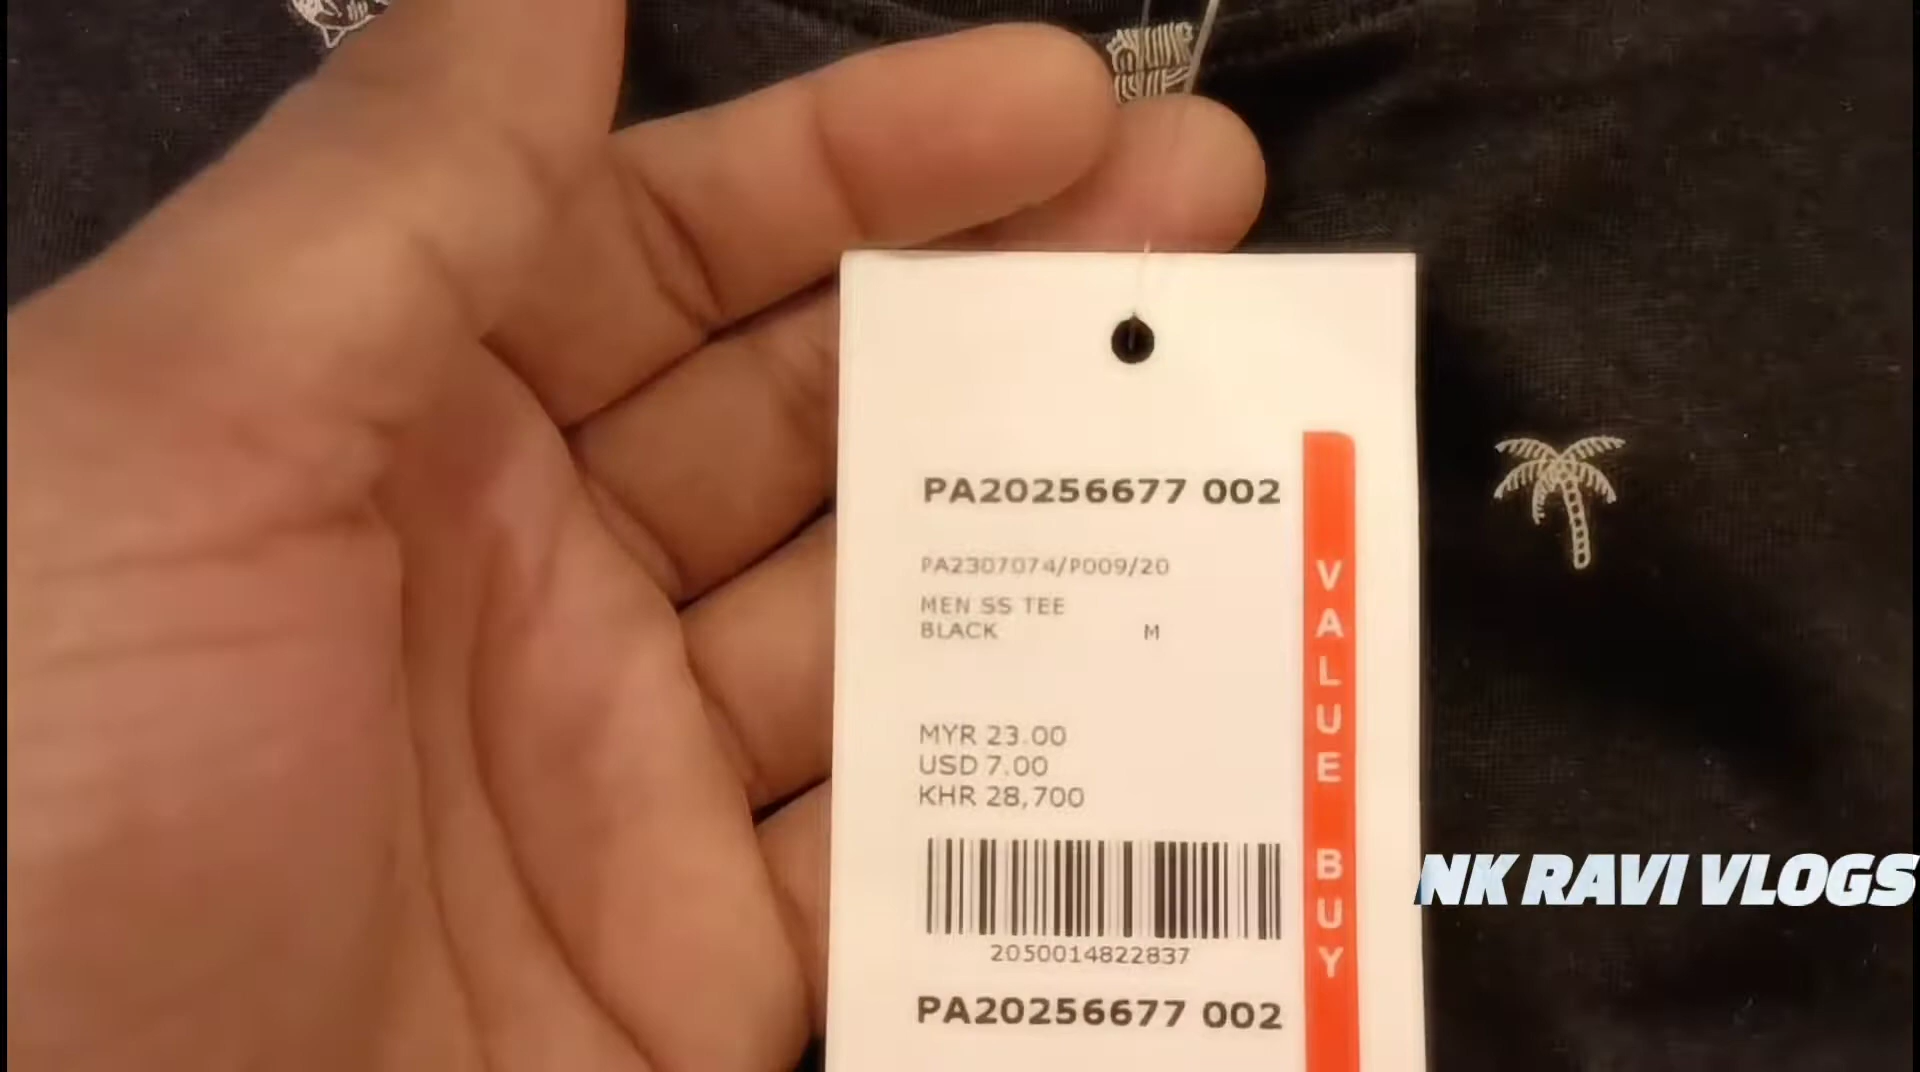 PA20256677 002
PA2307074/P009/20
MEN SS TEE
BLACK M
MYR 23.00
USD 7.00
KHR 28,700
2050014822837
PA20256677 002
VALUE BUY
NK RAVI VLOGS